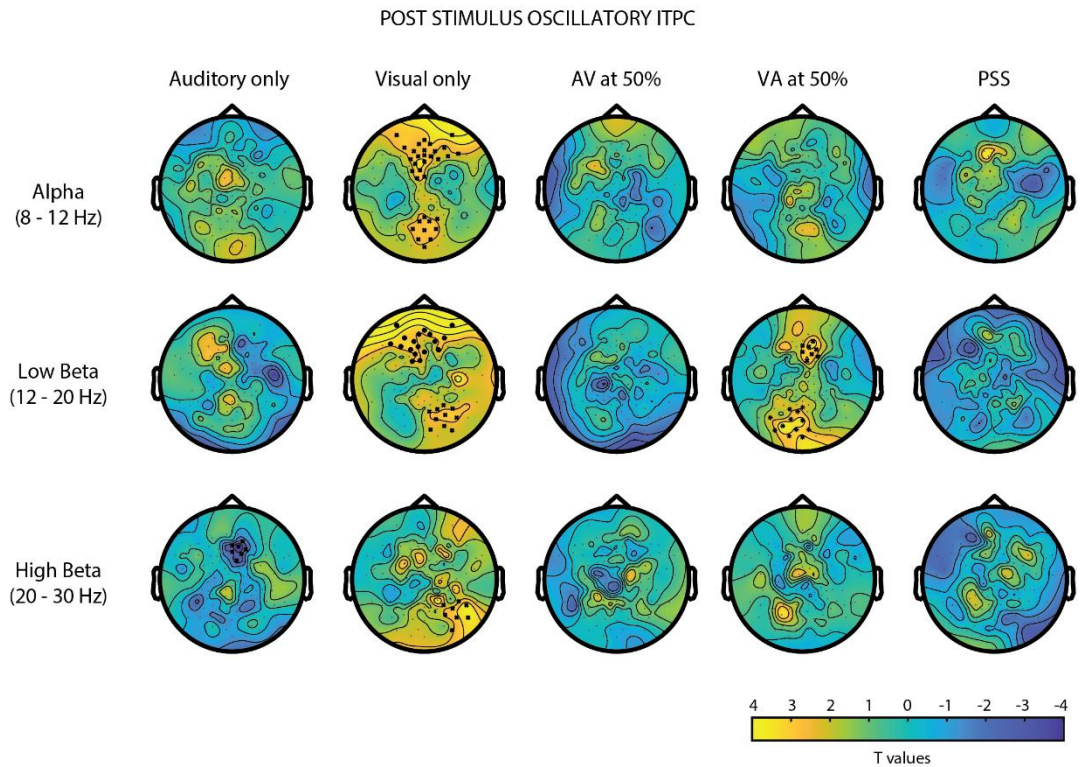 POST STIMULUS OSCILLATORY ITPC
Auditory only
Visual only
AV at 50%
VA at 50%
PSS
Alpha
(8 - 12 Hz)
Low Beta
(12 - 20 Hz)
High Beta
(20 - 30 Hz)
4 3 2 1 0 -1 -2 -3 -4
T values